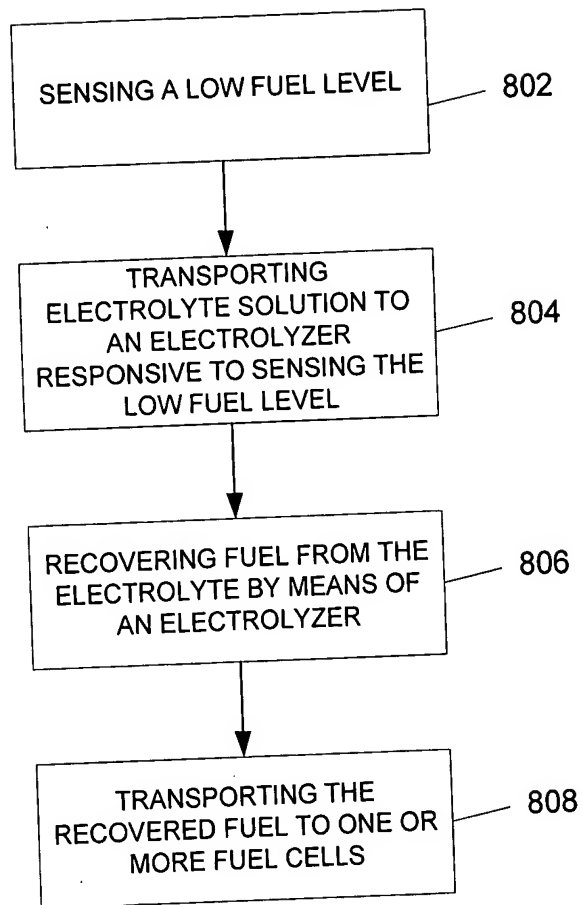 SENSING A LOW FUEL LEVEL
802
TRANSPORTING
ELECTROLYTE SOLUTION TO
AN ELECTROLYZER
RESPONSIVE TO SENSING THE
LOW FUEL LEVEL
804
RECOVERING FUEL FROM THE
ELECTROLYTE BY MEANS OF
AN ELECTROLYZER
806
TRANSPORTING THE
RECOVERED FUEL TO ONE OR
MORE FUEL CELLS
808